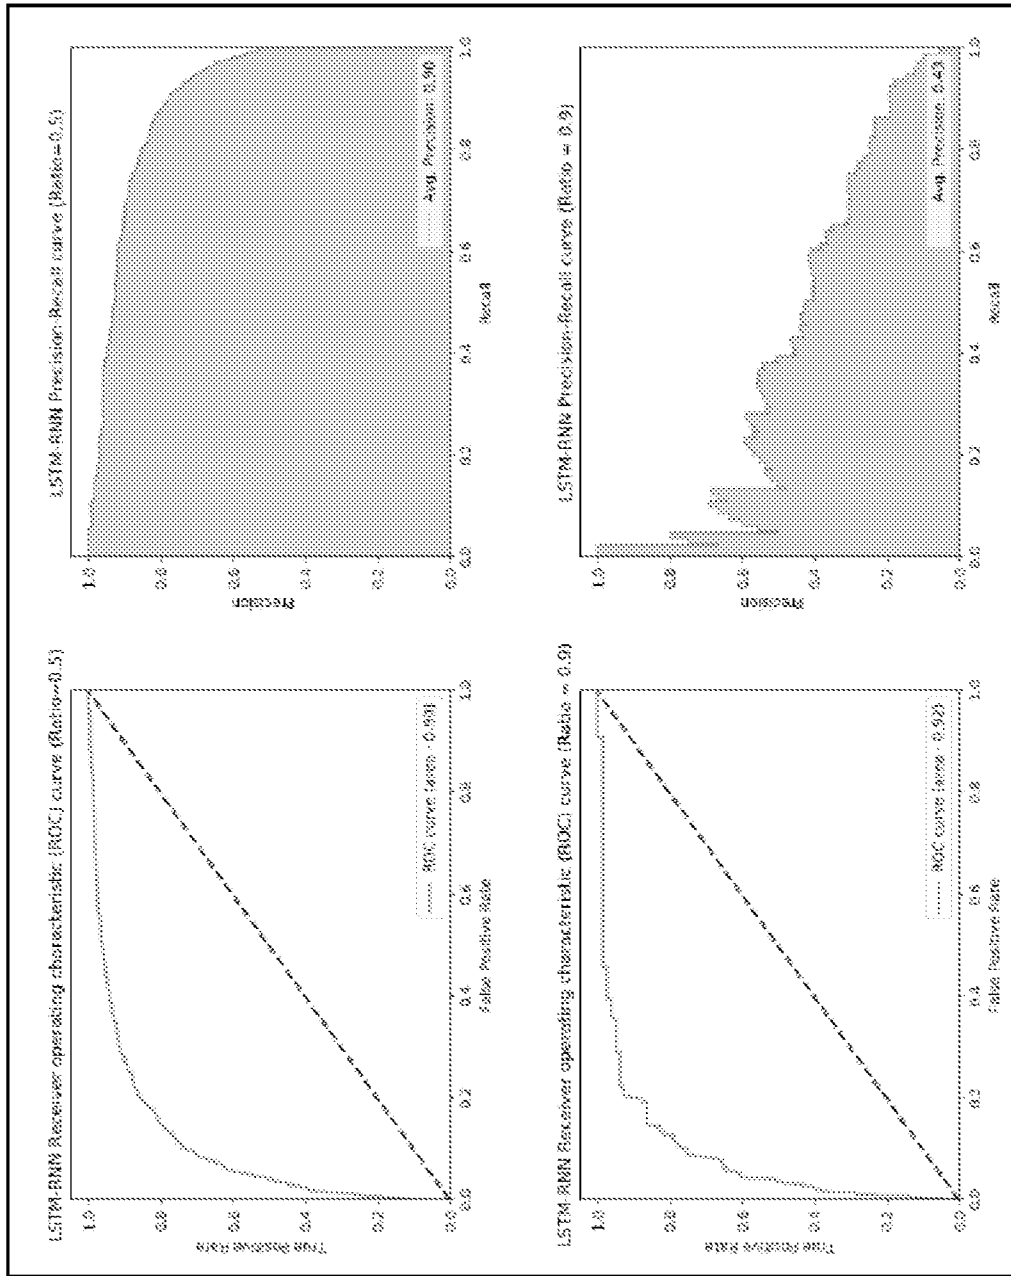 LSTM-RNN Receiver operating characteristic (ROC) curve (Ratio=0.5)
True Positive Rate
1.0
0.8
0.6
0.4
0.2
0.0
ROC curve (area -
0.0 0.2 0.4 0.6 0.8 1.0
False Positive Rate
LSTM-RNN Precision-Recall curve (Ratio=0.5)
Precision
1.0
0.8
0.6
0.4
0.2
0.0
Avg. Precision: 0.90
0.0 0.2 0.4 0.6 0.8 1.0
Recall
LSTM-RNN Receiver operating characteristic (ROC) curve (Ratio = 0.9)
True Positive Rate
1.0
0.8
0.6
0.4
0.2
0.0
ROC curve (area - 0.92)
0.0 0.2 0.4 0.6 0.8 1.0
False Positive Rate
LSTM-RNN Precision-Recall curve (Ratio = 0.9)
Precision
1.0
0.8
0.6
0.4
0.2
0.0
Avg. Precision: 0.43
0.0 0.2 0.4 0.6 0.8 1.0
Recall